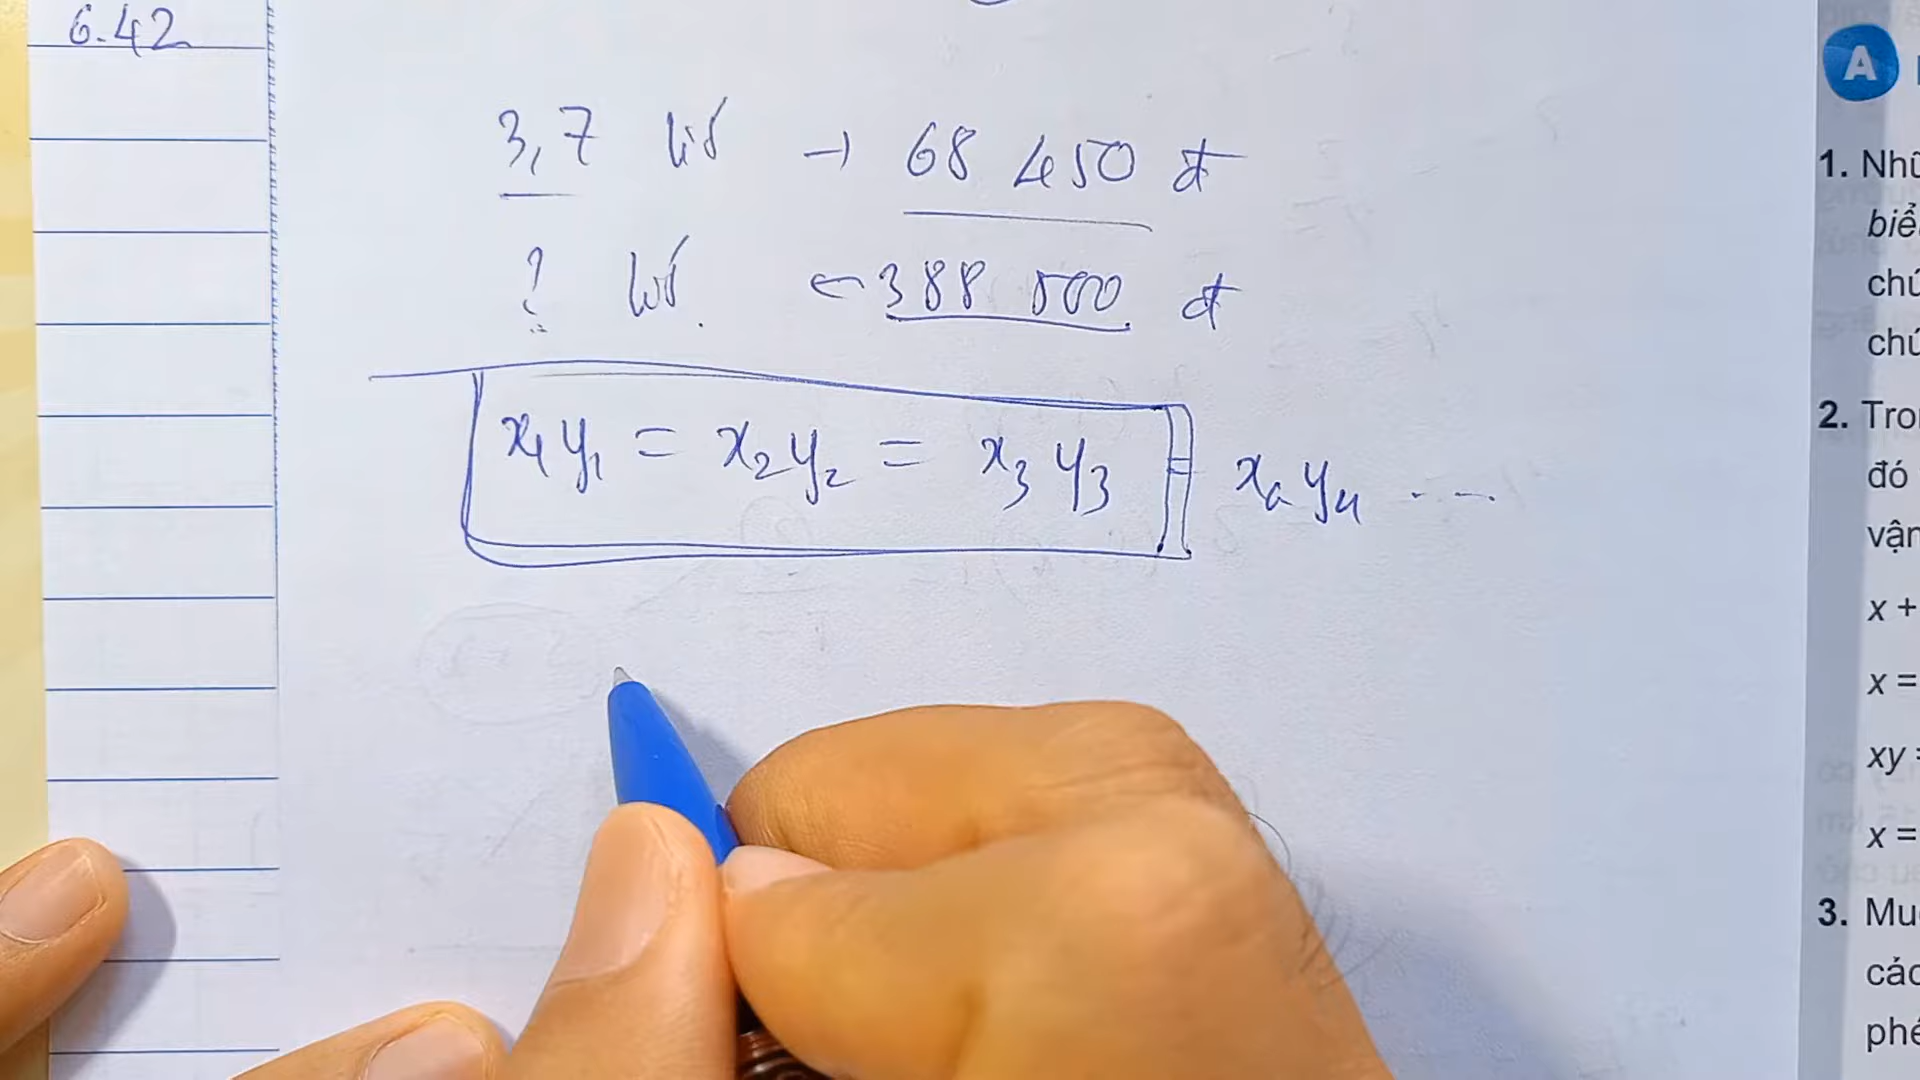 6.42
3,7 lít → 68 450 đ
? lít ← 388 500 đ
x₁y₁ = x₂y₂ = x₃y₃ = x₄y₄ ....
A
1. Nhữ
biể
chú
chú
2. Tro
đó
vận
x +
x =
xy =
x =
3. Mu
các
phé